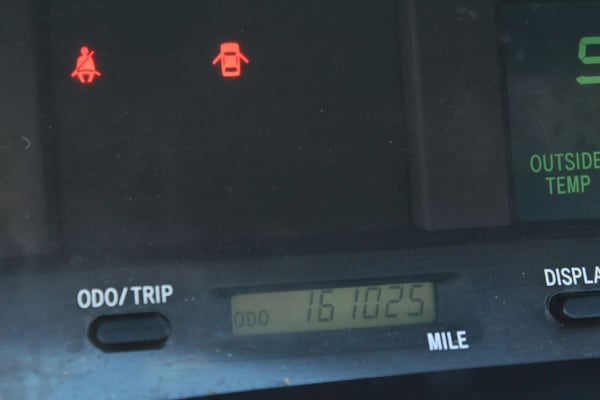 OUTSIDE
TEMP
ODO/TRIP
ODO 161025
MILE